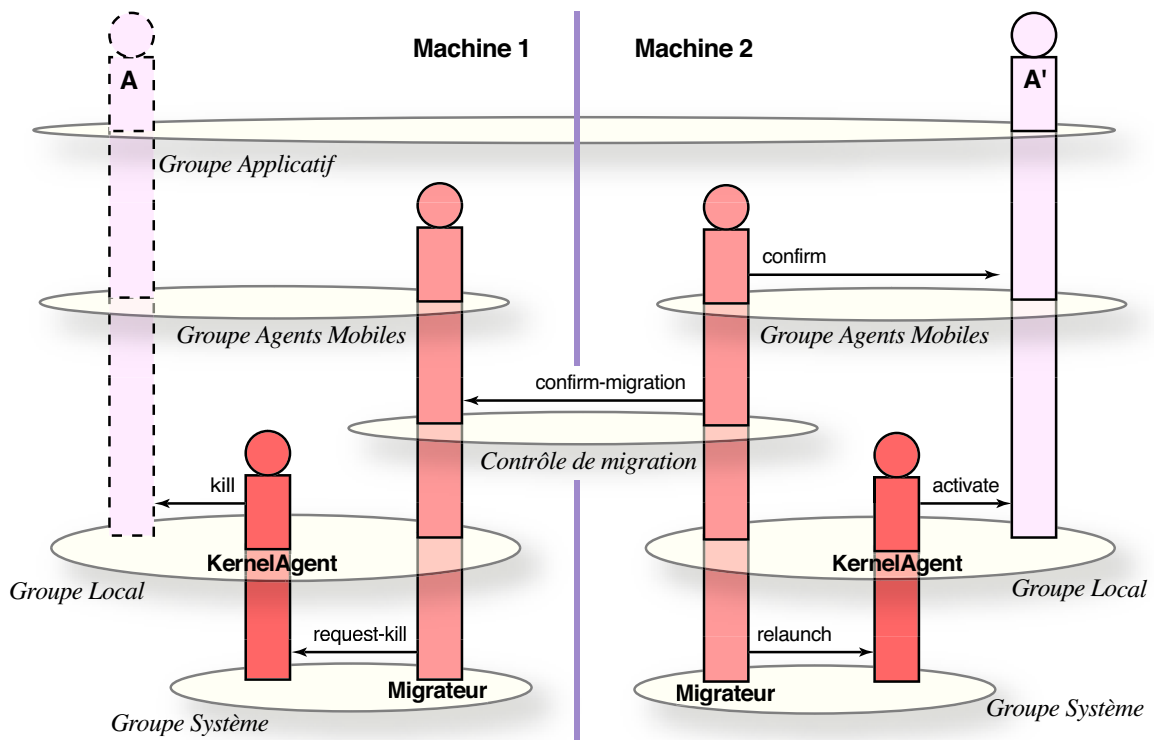 Machine 1
Machine 2
A
A'
Groupe Applicatif
confirm
Groupe Agents Mobiles
Groupe Agents Mobiles
confirm-migration
Contrôle de migration
kill
activate
KernelAgent
KernelAgent
Groupe Local
Groupe Local
request-kill
relaunch
Migrateur
Migrateur
Groupe Système
Groupe Système